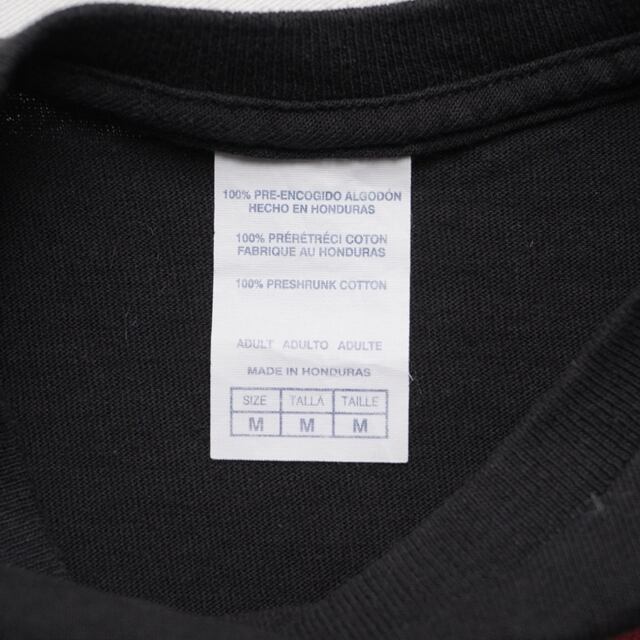 100% PRE-ENCOGIDO ALGODÓN
HECHO EN HONDURAS
100% PRÉRÉTRÉCI COTON
FABRIQUE AU HONDURAS
100% PRESHRUNK COTTON
ADULT ADULTO ADULTE
MADE IN HONDURAS
SIZE TALLA TAILLE
M M M